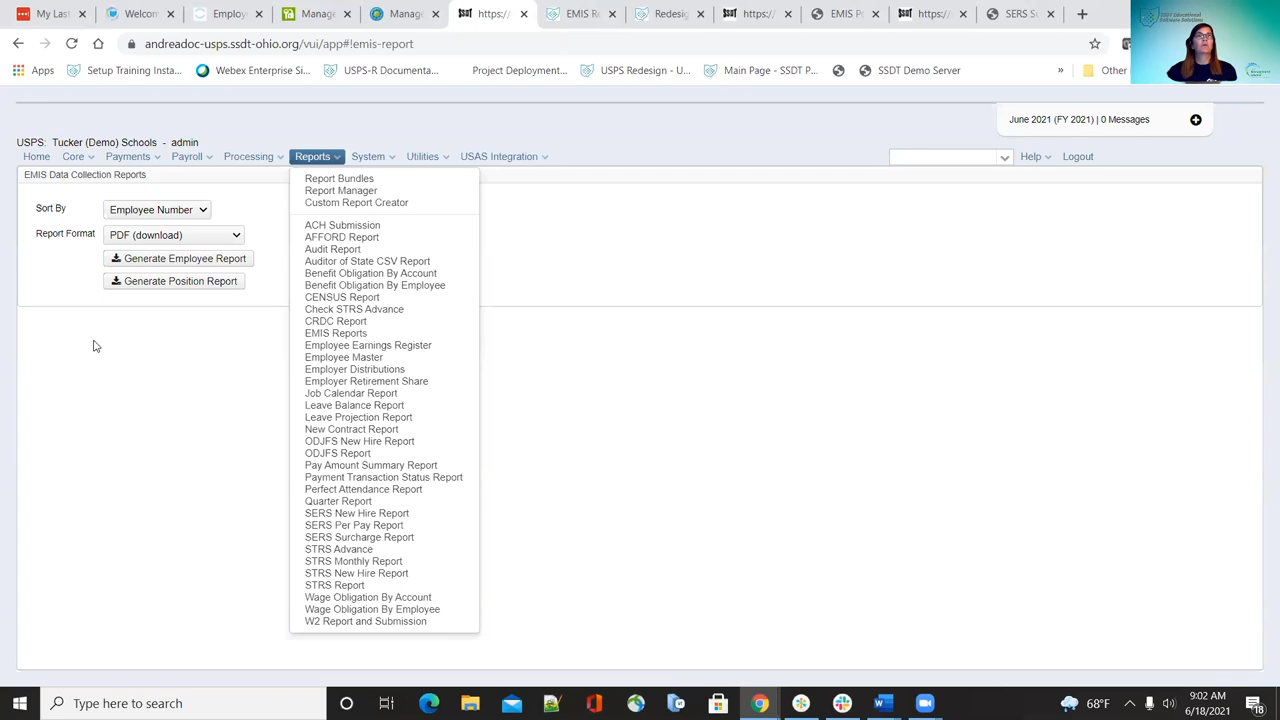 My Last
Welcom
Employe
Manage
Manage
https:/
EMIS Re
Redesig
https:/
EMIS Po
https:/
SERS Su
andreadoc-usps.ssdt-ohio.org/vui/app#!emis-report
Apps
Setup Training Insta...
Webex Enterprise Si...
USPS-R Documenta...
Project Deployment...
USPS Redesign - U...
Main Page - SSDT P...
SSDT Demo Server
»
Other
June 2021 (FY 2021) | 0 Messages
USPS: Tucker (Demo) Schools - admin
Home Core Payments Payroll Processing Reports System Utilities USAS Integration Help Logout
EMIS Data Collection Reports
Sort By Employee Number
Report Format PDF (download)
Generate Employee Report
Generate Position Report
Report Bundles
Report Manager
Custom Report Creator
ACH Submission
AFFORD Report
Audit Report
Auditor of State CSV Report
Benefit Obligation By Account
Benefit Obligation By Employee
CENSUS Report
Check STRS Advance
CRDC Report
EMIS Reports
Employee Earnings Register
Employee Master
Employer Distributions
Employer Retirement Share
Job Calendar Report
Leave Balance Report
Leave Projection Report
New Contract Report
ODJFS New Hire Report
ODJFS Report
Pay Amount Summary Report
Payment Transaction Status Report
Perfect Attendance Report
Quarter Report
SERS New Hire Report
SERS Per Pay Report
SERS Surcharge Report
STRS Advance
STRS Monthly Report
STRS New Hire Report
STRS Report
Wage Obligation By Account
Wage Obligation By Employee
W2 Report and Submission
Type here to search
68°F
9:02 AM
6/18/2021
18